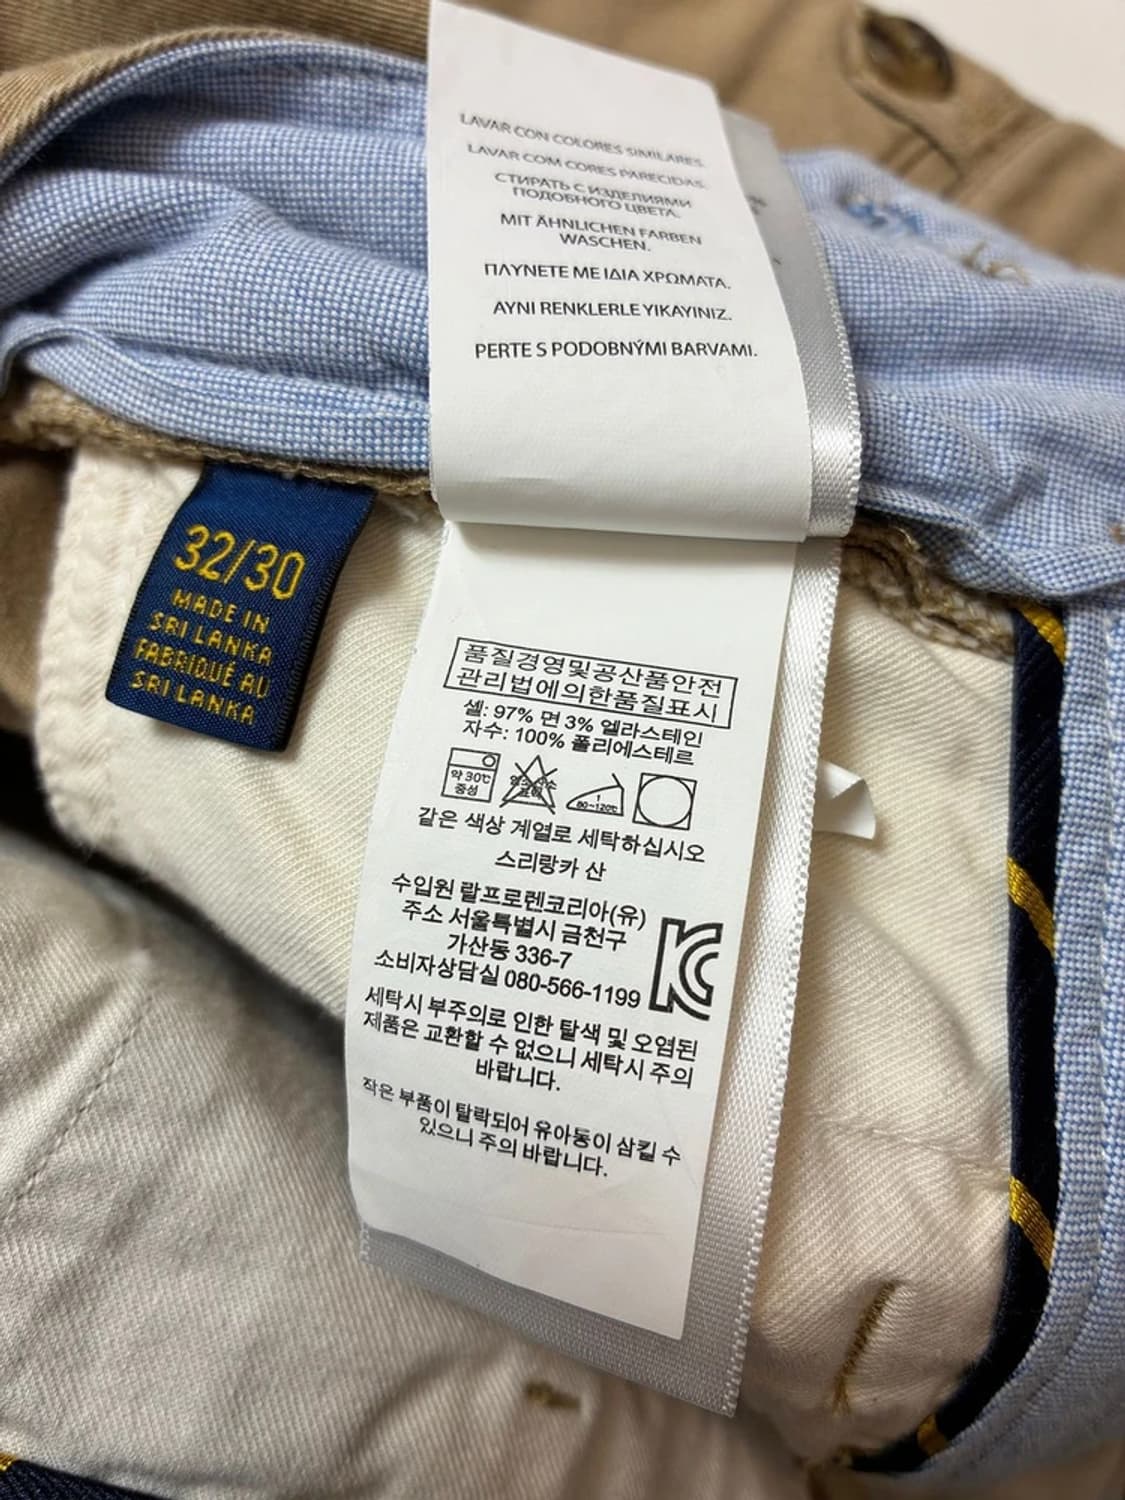 LAVAR CON COLORES SIMILARES.
LAVAR COM CORES PARECIDAS.
СТИРАТЬ С ИЗДЕЛИЯМИ
ПОДОБНОГО ЦВЕТА.
MIT ÄHNLICHEN FARBEN
WASCHEN.
ΠΛΥΝΕΤΕ ΜΕ ΙΔΙΑ ΧΡΩΜΑΤΑ.
AYNI RENKLERLE YIKAYINIZ.
PERTE S PODOBNÝMI BARVAMI.
32/30
MADE IN
SRI LANKA
FABRIQUÉ AU
SRI LANKA
품질경영및공산품안전
관리법에의한품질표시
셸: 97% 면 3% 엘라스테인
자수: 100% 폴리에스테르
약 30℃
중성
1
80~120℃
같은 색상 계열로 세탁하십시오
스리랑카 산
수입원 랄프로렌코리아(유)
주소 서울특별시 금천구
가산동 336-7
소비자상담실 080-566-1199
KC
세탁시 부주의로 인한 탈색 및 오염된
제품은 교환할 수 없으니 세탁시 주의
바랍니다.
작은 부품이 탈락되어 유아동이 삼킬 수
있으니 주의 바랍니다.